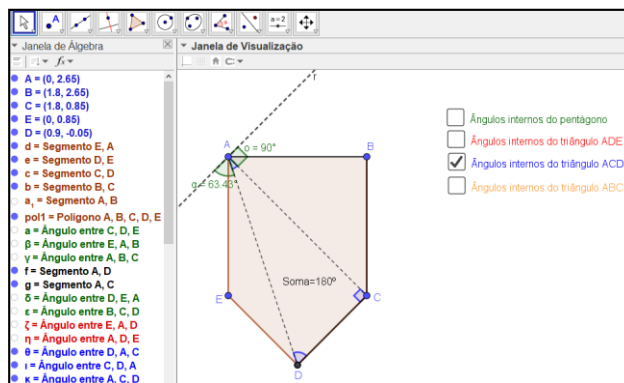 a=2
Janela de Álgebra
Janela de Visualização
A = (0, 2.65)
B = (1.8, 2.65)
C = (1.8, 0.85)
E = (0, 0.85)
D = (0.9, -0.05)
d = Segmento E, A
e = Segmento D, E
c = Segmento C, D
b = Segmento B, C
a₁ = Segmento A, B
pol1 = Polígono A, B, C, D, E
a = Ângulo entre C, D, E
β = Ângulo entre E, A, B
γ = Ângulo entre A, B, C
f = Segmento A, D
g = Segmento A, C
δ = Ângulo entre D, E, A
ε = Ângulo entre B, C, D
ζ = Ângulo entre E, A, D
η = Ângulo entre A, D, E
θ = Ângulo entre D, A, C
ι = Ângulo entre C, D, A
κ = Ângulo entre A, C, D
r
A
o = 90°
B
α = 63.43°
Soma=180º
E
C
D
Ângulos internos do pentágono
Ângulos internos do triângulo ADE
Ângulos internos do triângulo ACD
Ângulos internos do triângulo ABC